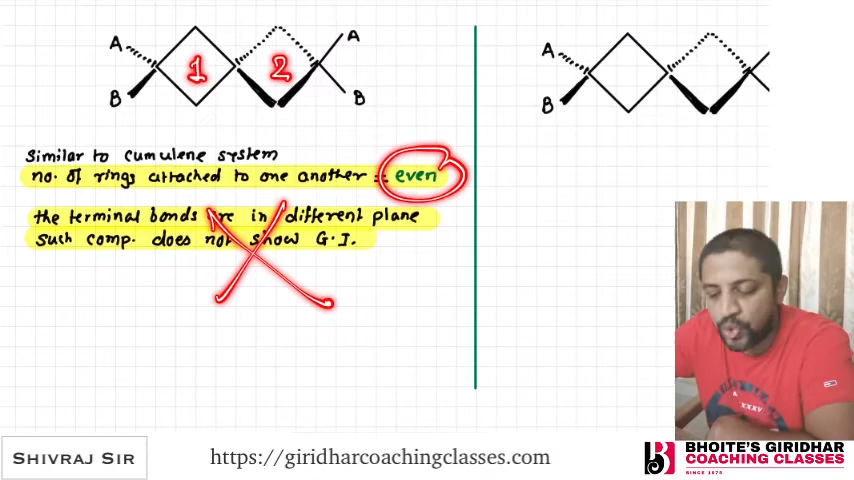 A
1
2
A
B
B
A
B
Similar to cumulene system
no. of rings attached to one another = even
the terminal bonds are in different plane
such comp. does not show G.I.
XXXV
SHIVRAJ SIR
https://giridharcoachingclasses.com
BHOITE'S GIRIDHAR
COACHING CLASSES
SINCE 1975